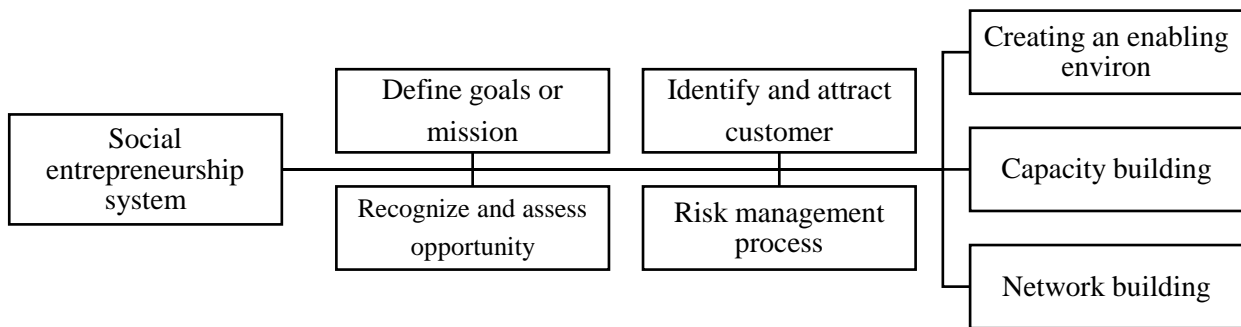 Social
entrepreneurship
system
Define goals or
mission
Recognize and assess
opportunity
Identify and attract
customer
Risk management
process
Creating an enabling
environ
Capacity building
Network building